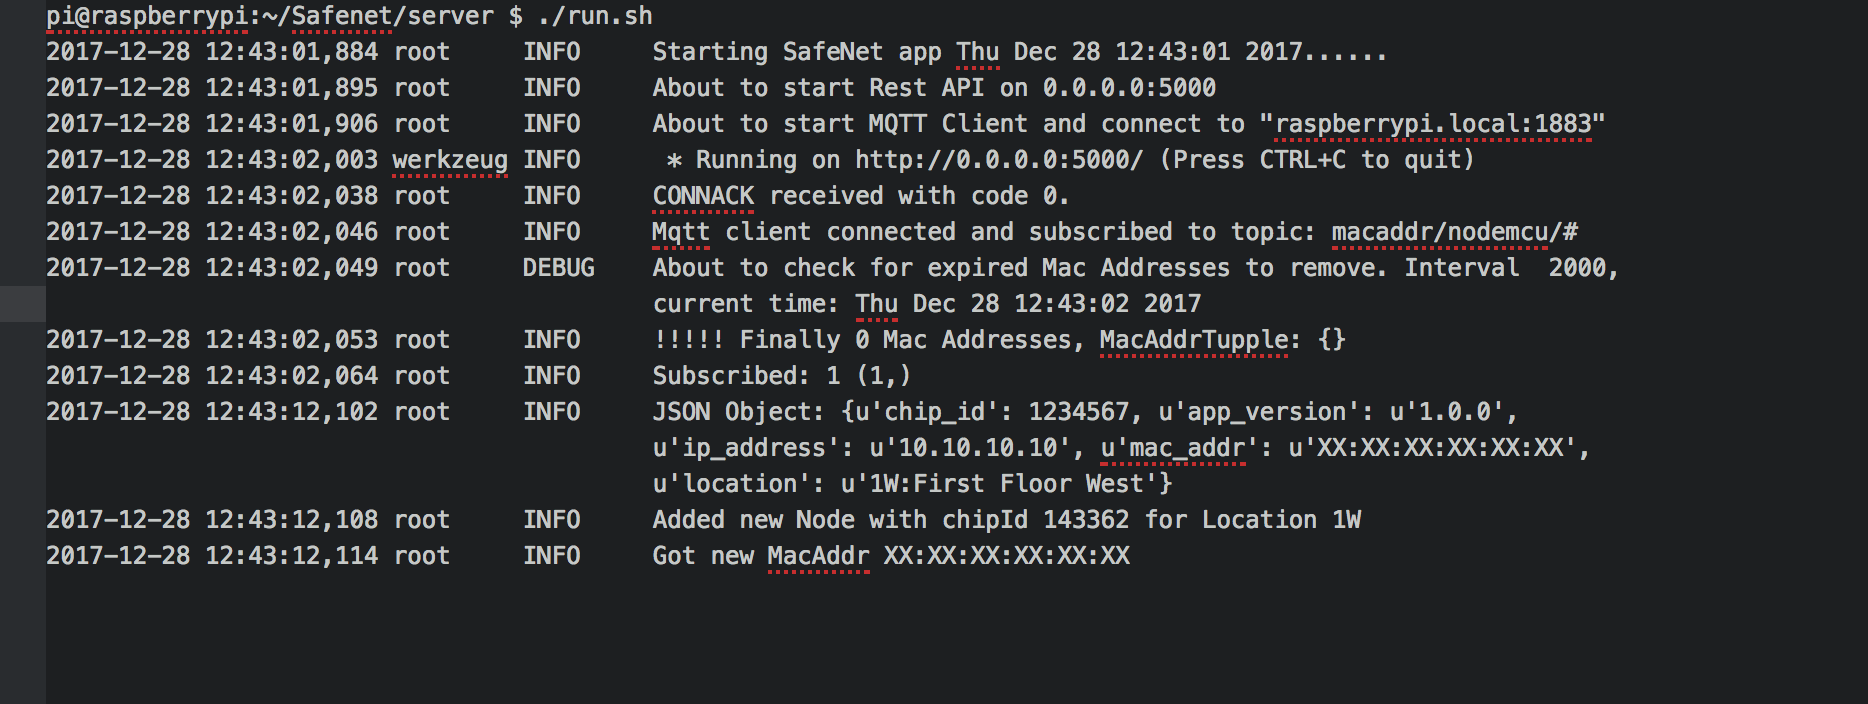 pi@raspberrypi:~/Safenet/server $ ./run.sh
2017-12-28 12:43:01,884 root     INFO     Starting SafeNet app Thu Dec 28 12:43:01 2017......
2017-12-28 12:43:01,895 root     INFO     About to start Rest API on 0.0.0.0:5000
2017-12-28 12:43:01,906 root     INFO     About to start MQTT Client and connect to "raspberrypi.local:1883"
2017-12-28 12:43:02,003 werkzeug INFO      * Running on http://0.0.0.0:5000/ (Press CTRL+C to quit)
2017-12-28 12:43:02,038 root     INFO     CONNACK received with code 0.
2017-12-28 12:43:02,046 root     INFO     Mqtt client connected and subscribed to topic: macaddr/nodemcu/#
2017-12-28 12:43:02,049 root     DEBUG    About to check for expired Mac Addresses to remove. Interval  2000,
current time: Thu Dec 28 12:43:02 2017
2017-12-28 12:43:02,053 root     INFO     !!!!! Finally 0 Mac Addresses, MacAddrTupple: {}
2017-12-28 12:43:02,064 root     INFO     Subscribed: 1 (1,)
2017-12-28 12:43:12,102 root     INFO     JSON Object: {u'chip_id': 1234567, u'app_version': u'1.0.0',
u'ip_address': u'10.10.10.10', u'mac_addr': u'XX:XX:XX:XX:XX:XX',
u'location': u'1W:First Floor West'}
2017-12-28 12:43:12,108 root     INFO     Added new Node with chipId 143362 for Location 1W
2017-12-28 12:43:12,114 root     INFO     Got new MacAddr XX:XX:XX:XX:XX:XX